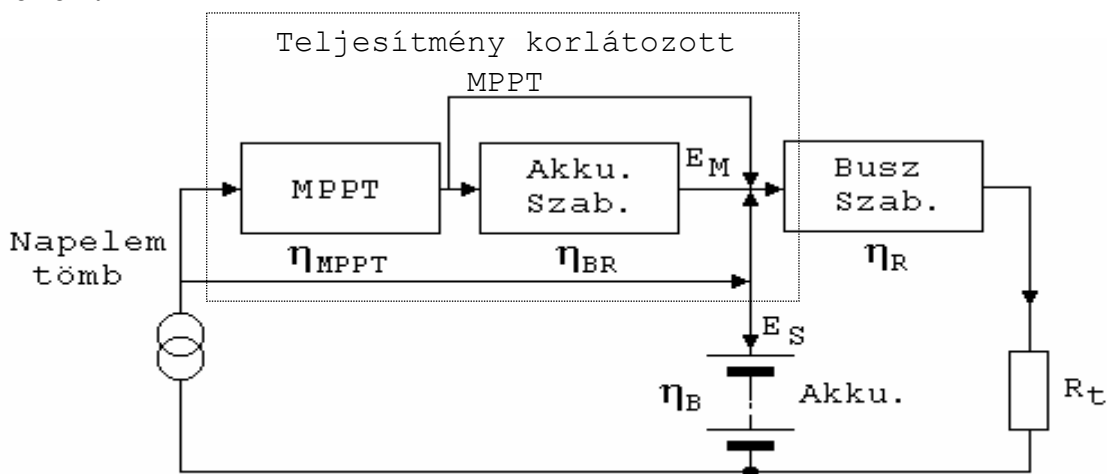 Teljesítmény korlátozott
MPPT
MPPT
Akku.
Szab.
E_M
Busz
Szab.
Napelem
tömb
η_MPPT
η_BR
η_R
E_S
η_B
Akku.
R_t